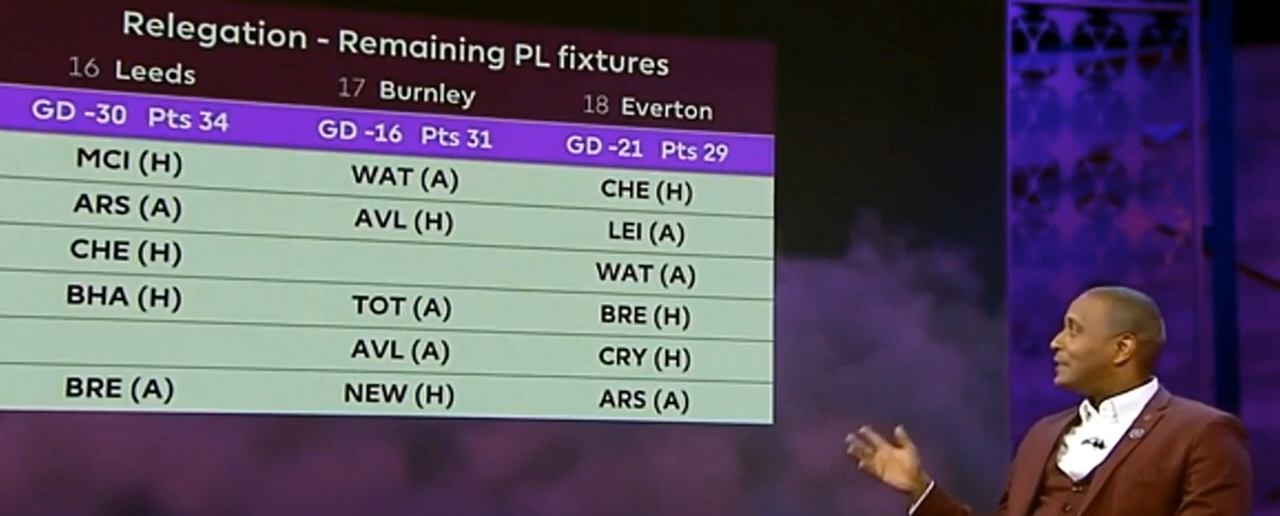 Relegation - Remaining PL fixtures
16 Leeds 17 Burnley 18 Everton
GD -30 Pts 34 GD -16 Pts 31 GD -21 Pts 29
MCI (H) WAT (A) CHE (H)
ARS (A) AVL (H) LEI (A)
CHE (H) WAT (A)
BHA (H) TOT (A) BRE (H)
AVL (A) CRY (H)
BRE (A) NEW (H) ARS (A)